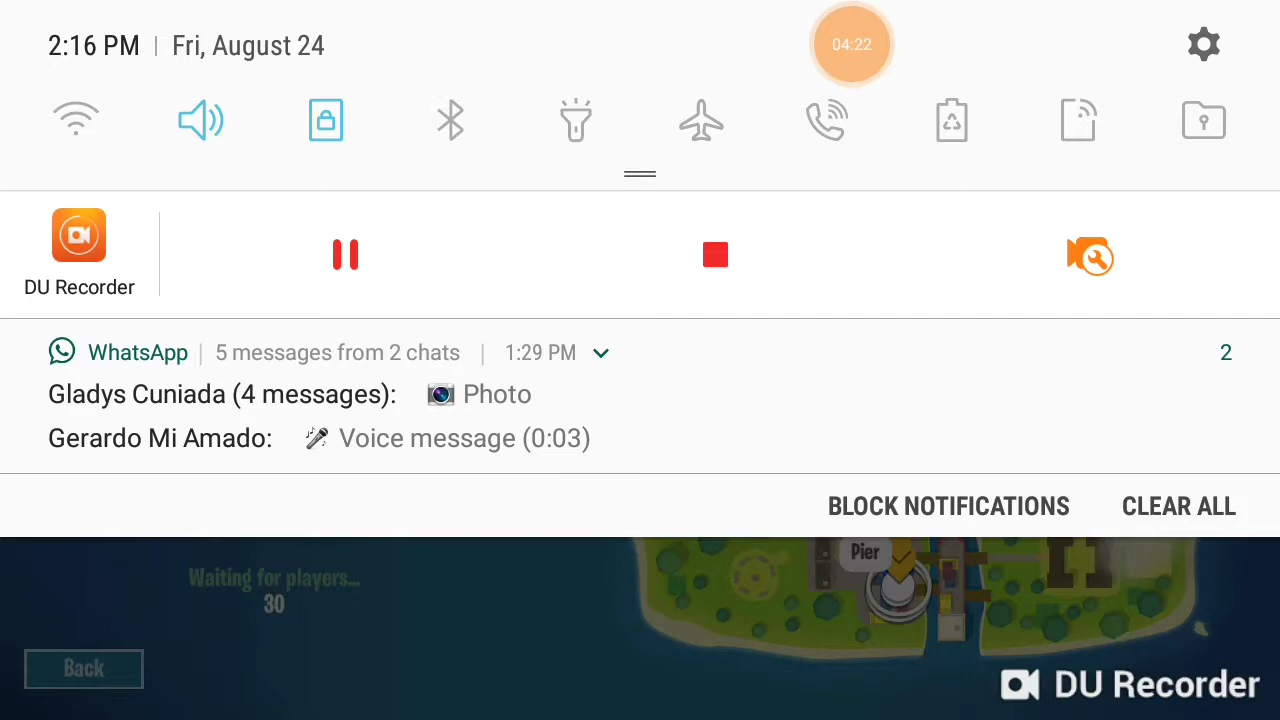 2:16 PM | Fri, August 24
04:22
DU Recorder
WhatsApp | 5 messages from 2 chats | 1:29 PM
2
Gladys Cuniada (4 messages): Photo
Gerardo Mi Amado: Voice message (0:03)
BLOCK NOTIFICATIONS
CLEAR ALL
Pier
Waiting for players...
30
Back
DU Recorder